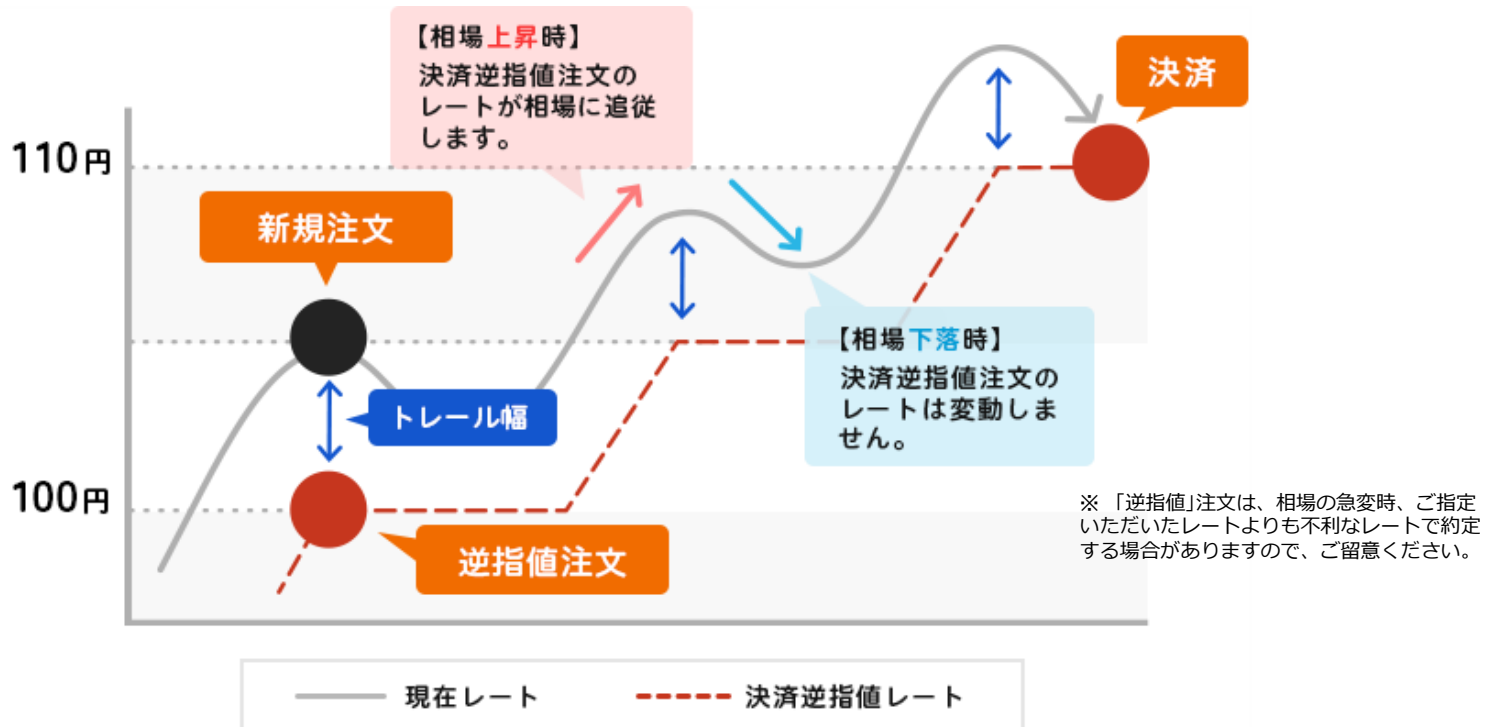 【相場上昇時】
決済逆指値注文の
レートが相場に追従
します。
決済
110円
新規注文
【相場下落時】
決済逆指値注文の
レートは変動しま
せん。
トレール幅
100円
※ 「逆指値」注文は、相場の急変時、ご指定
いただいたレートよりも不利なレートで約定
する場合がありますので、ご留意ください。
逆指値注文
現在レート
決済逆指値レート